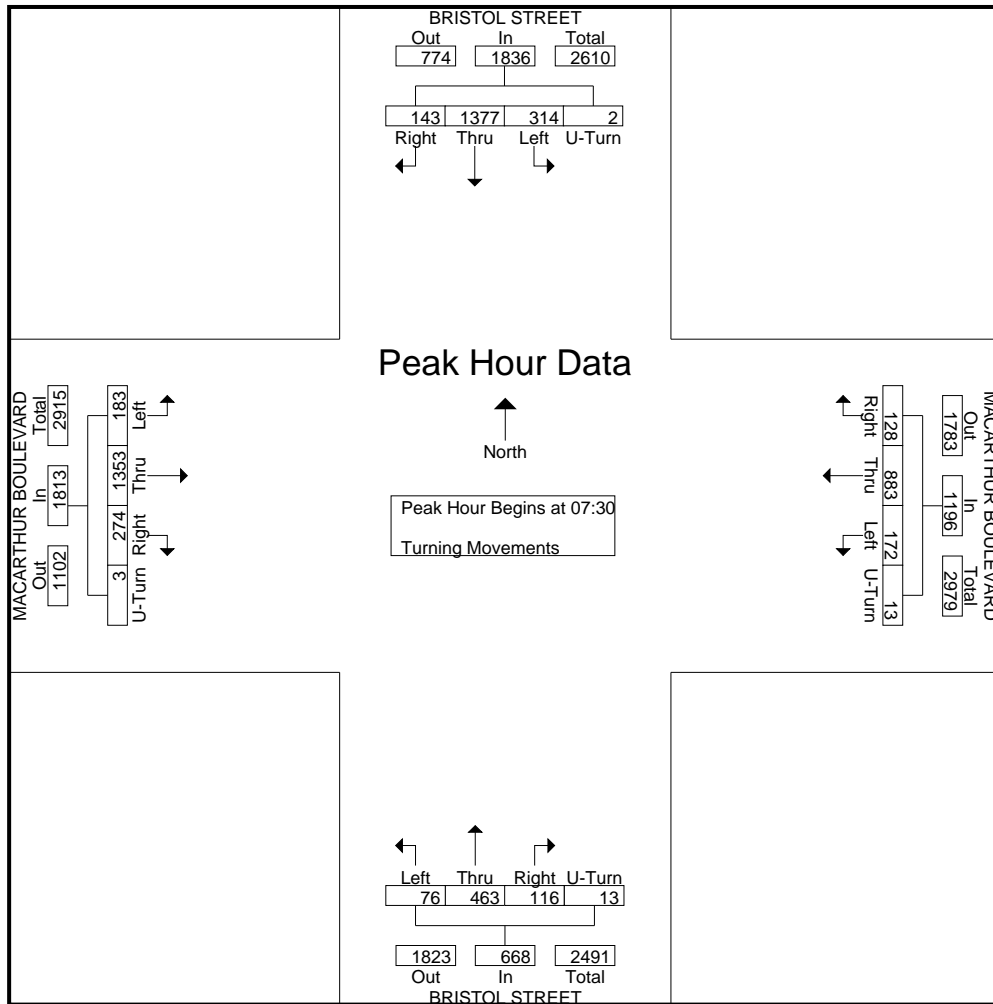 BRISTOL STREET
Out In Total
774 1836 2610
143 1377 314 2
Right Thru Left U-Turn
Peak Hour Data
North
Peak Hour Begins at 07:30
Turning Movements
MACARTHUR BOULEVARD
Out In Total
1102 1813 2915
3 274 1353 183
U-Turn Right Thru Left
MACARTHUR BOULEVARD
Out In Total
1783 1196 2979
128 883 172 13
Right Thru Left U-Turn
Left Thru Right U-Turn
76 463 116 13
1823 668 2491
Out In Total
BRISTOL STREET